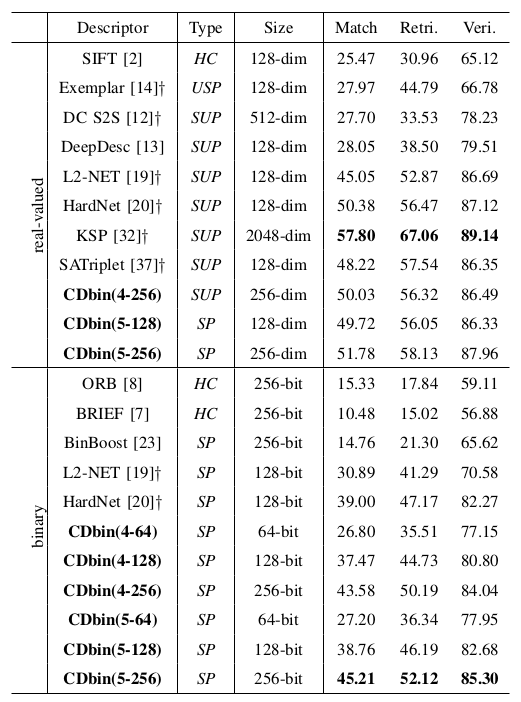 Descriptor Type Size Match Retri. Veri.
real-valued
SIFT [2] HC 128-dim 25.47 30.96 65.12
Exemplar [14]† USP 128-dim 27.97 44.79 66.78
DC S2S [12]† SUP 512-dim 27.70 33.53 78.23
DeepDesc [13] SUP 128-dim 28.05 38.50 79.51
L2-NET [19]† SUP 128-dim 45.05 52.87 86.69
HardNet [20]† SUP 128-dim 50.38 56.47 87.12
KSP [32]† SUP 2048-dim 57.80 67.06 89.14
SATriplet [37]† SUP 128-dim 48.22 57.54 86.35
CDbin(4-256) SUP 256-dim 50.03 56.32 86.49
CDbin(5-128) SP 128-dim 49.72 56.05 86.33
CDbin(5-256) SP 256-dim 51.78 58.13 87.96
binary
ORB [8] HC 256-bit 15.33 17.84 59.11
BRIEF [7] HC 256-bit 10.48 15.02 56.88
BinBoost [23] SP 256-bit 14.76 21.30 65.62
L2-NET [19]† SP 128-bit 30.89 41.29 70.58
HardNet [20]† SP 128-bit 39.00 47.17 82.27
CDbin(4-64) SP 64-bit 26.80 35.51 77.15
CDbin(4-128) SP 128-bit 37.47 44.73 80.80
CDbin(4-256) SP 256-bit 43.58 50.19 84.04
CDbin(5-64) SP 64-bit 27.20 36.34 77.95
CDbin(5-128) SP 128-bit 38.76 46.19 82.68
CDbin(5-256) SP 256-bit 45.21 52.12 85.30